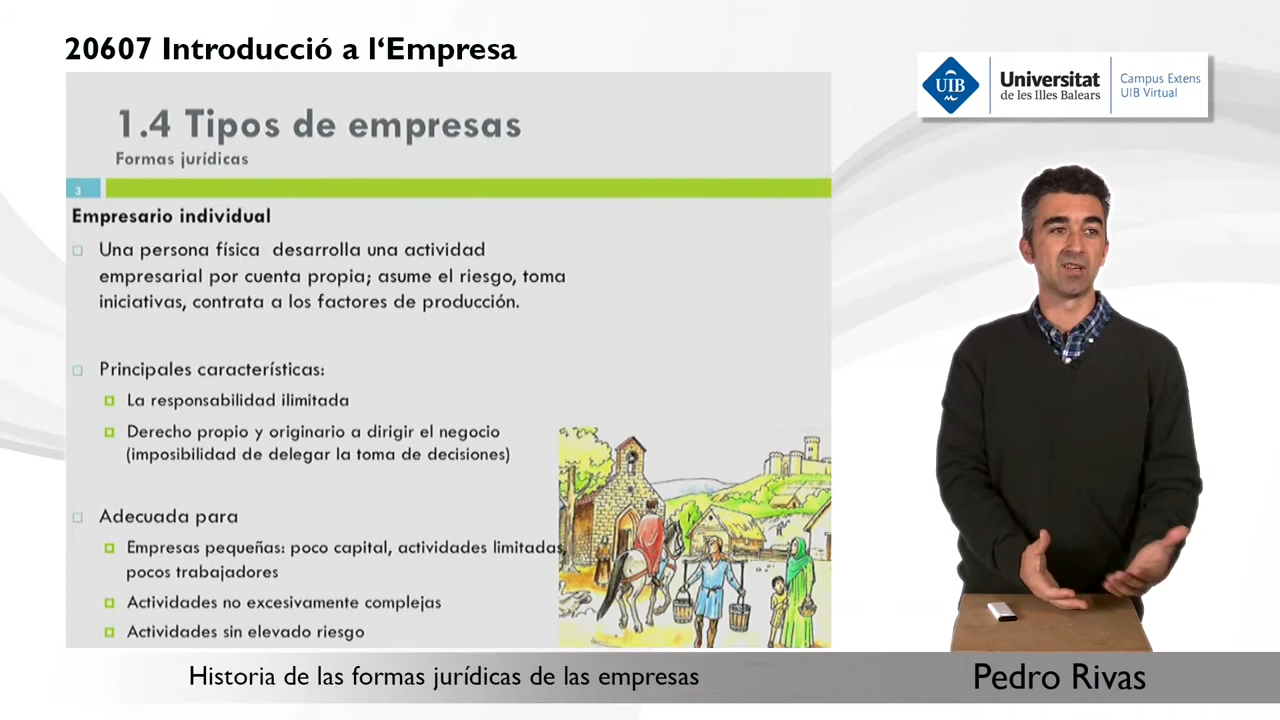 20607 Introducció a l‘Empresa
UIB
Universitat
de les Illes Balears
Campus Extens
UIB Virtual
1.4 Tipos de empresas
Formas jurídicas
3
Empresario individual
Una persona física desarrolla una actividad
empresarial por cuenta propia; asume el riesgo, toma
iniciativas, contrata a los factores de producción.
Principales características:
La responsabilidad ilimitada
Derecho propio y originario a dirigir el negocio
(imposibilidad de delegar la toma de decisiones)
Adecuada para
Empresas pequeñas: poco capital, actividades limitadas,
pocos trabajadores
Actividades no excesivamente complejas
Actividades sin elevado riesgo
Historia de las formas jurídicas de las empresas
Pedro Rivas